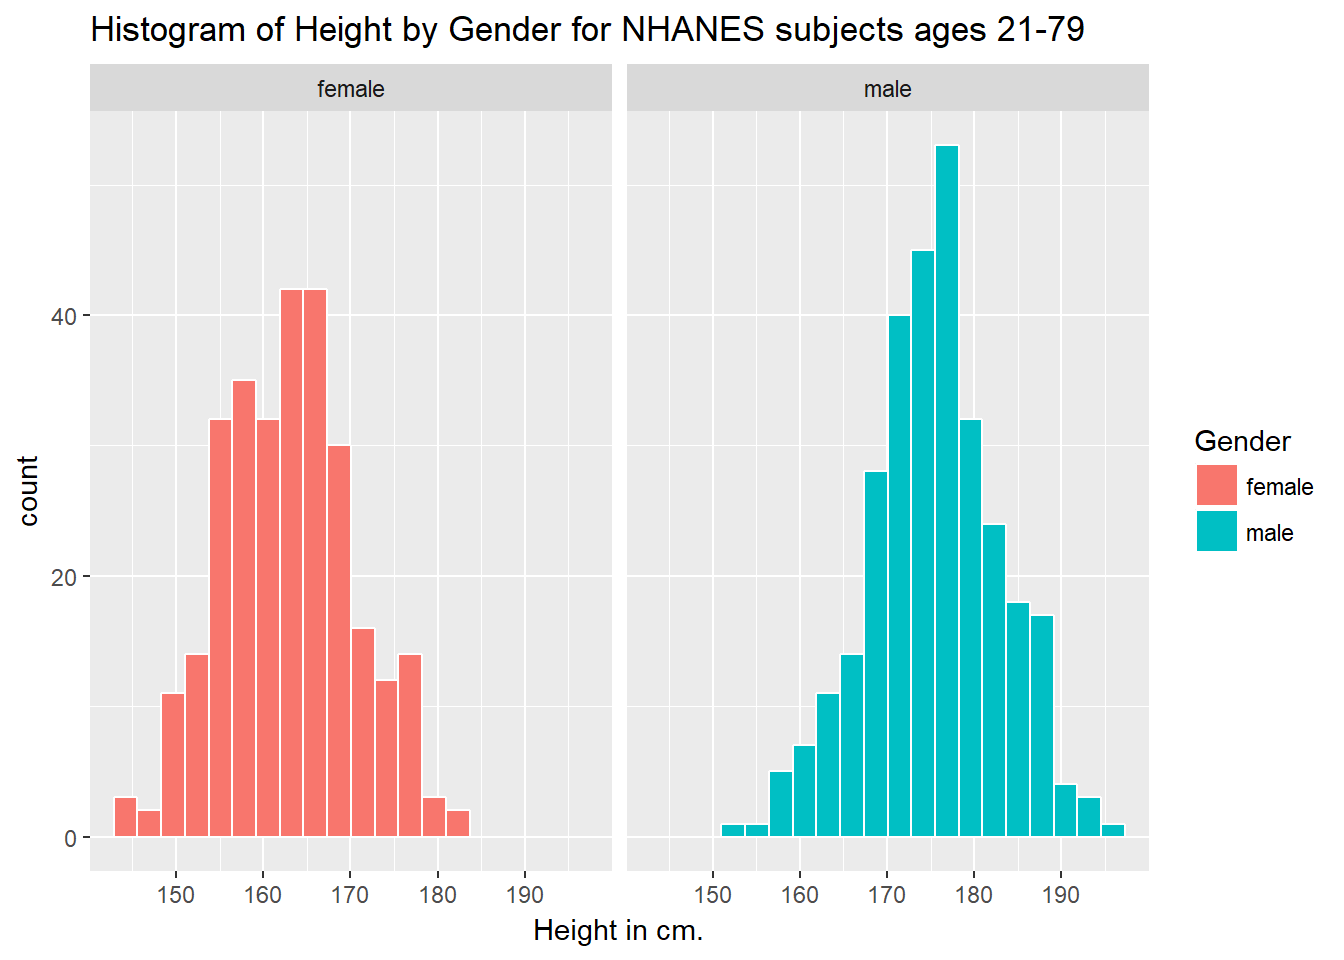 Histogram of Height by Gender for NHANES subjects ages 21-79
female
male
40
20
0
count
150 160 170 180 190
150 160 170 180 190
Height in cm.
Gender
female
male